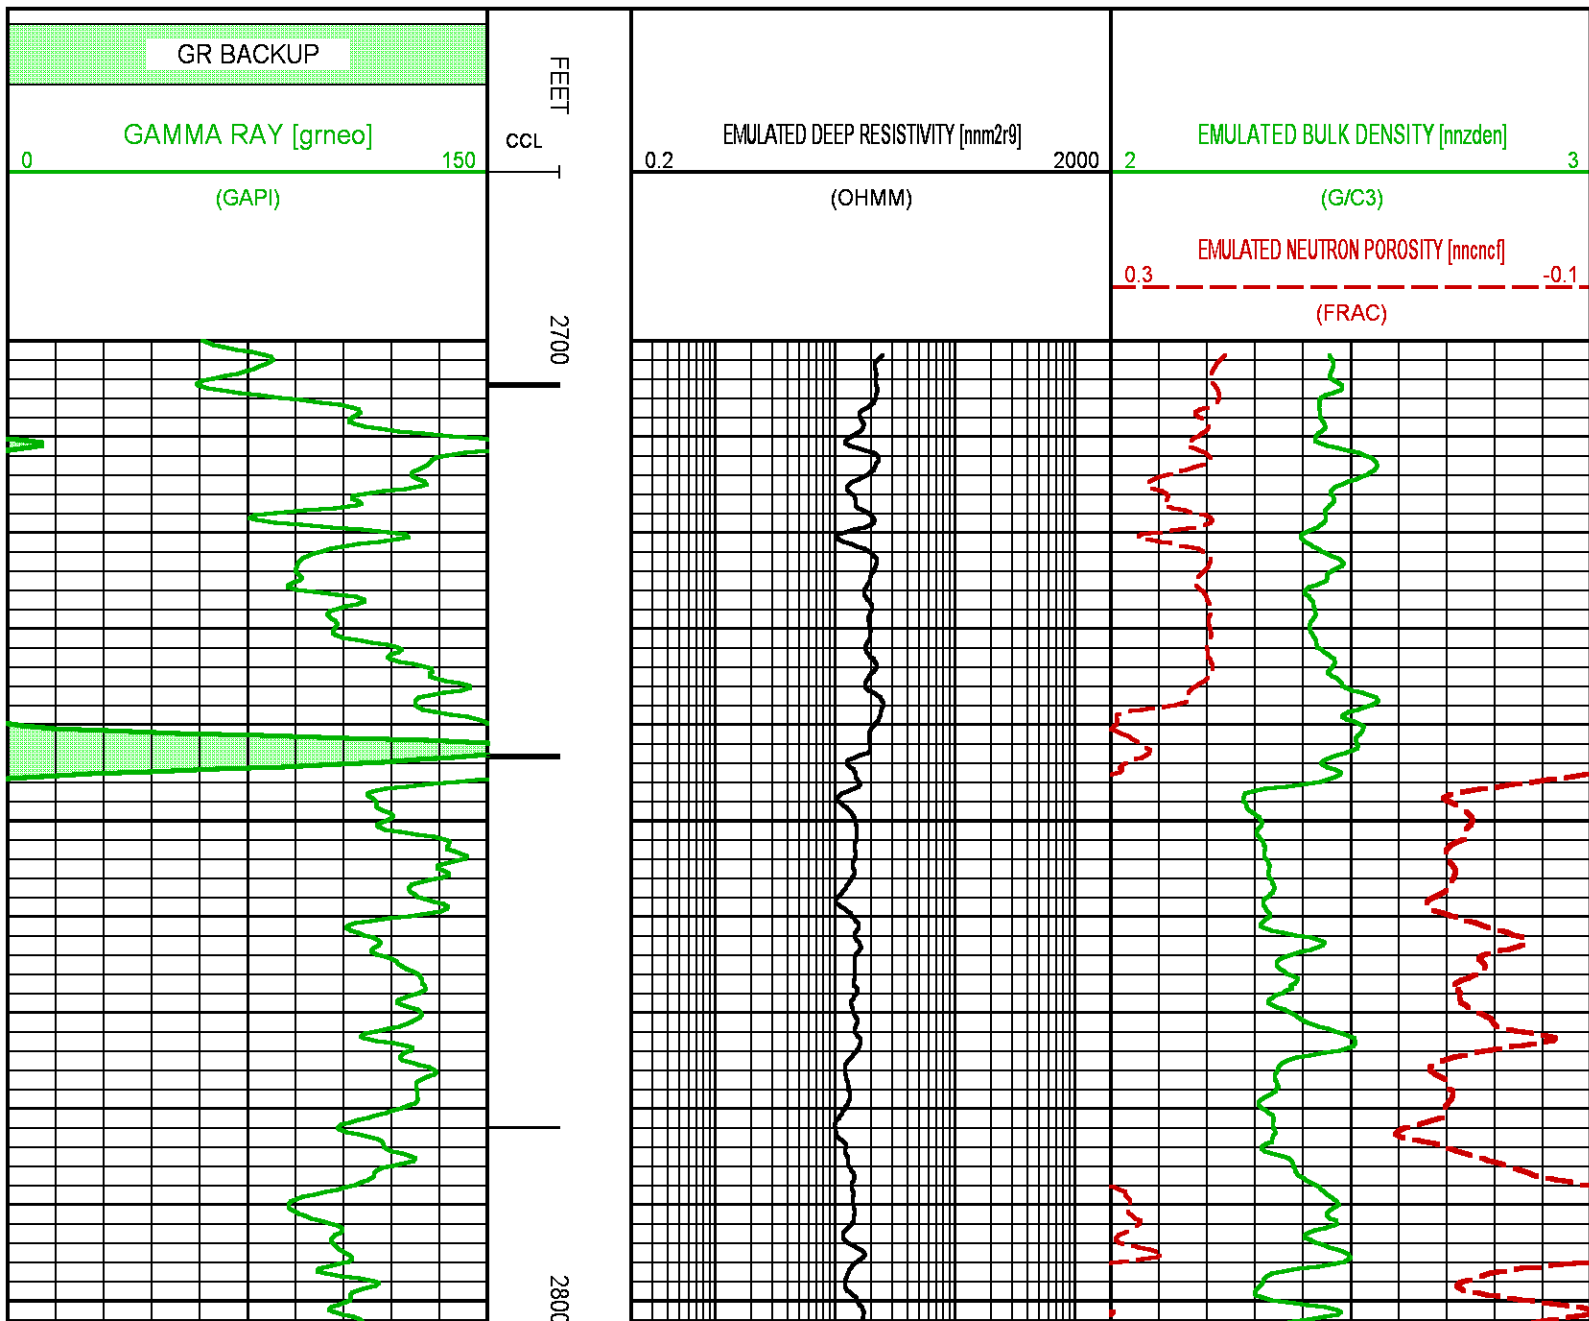 GR BACKUP
GAMMA RAY [grneo]
0 150
(GAPI)
FEET
CCL
EMULATED DEEP RESISTIVITY [nnm2r9]
0.2 2000
(OHMM)
EMULATED BULK DENSITY [nnzden]
2 3
(G/C3)
EMULATED NEUTRON POROSITY [nncncf]
0.3 -0.1
(FRAC)
2700
2800